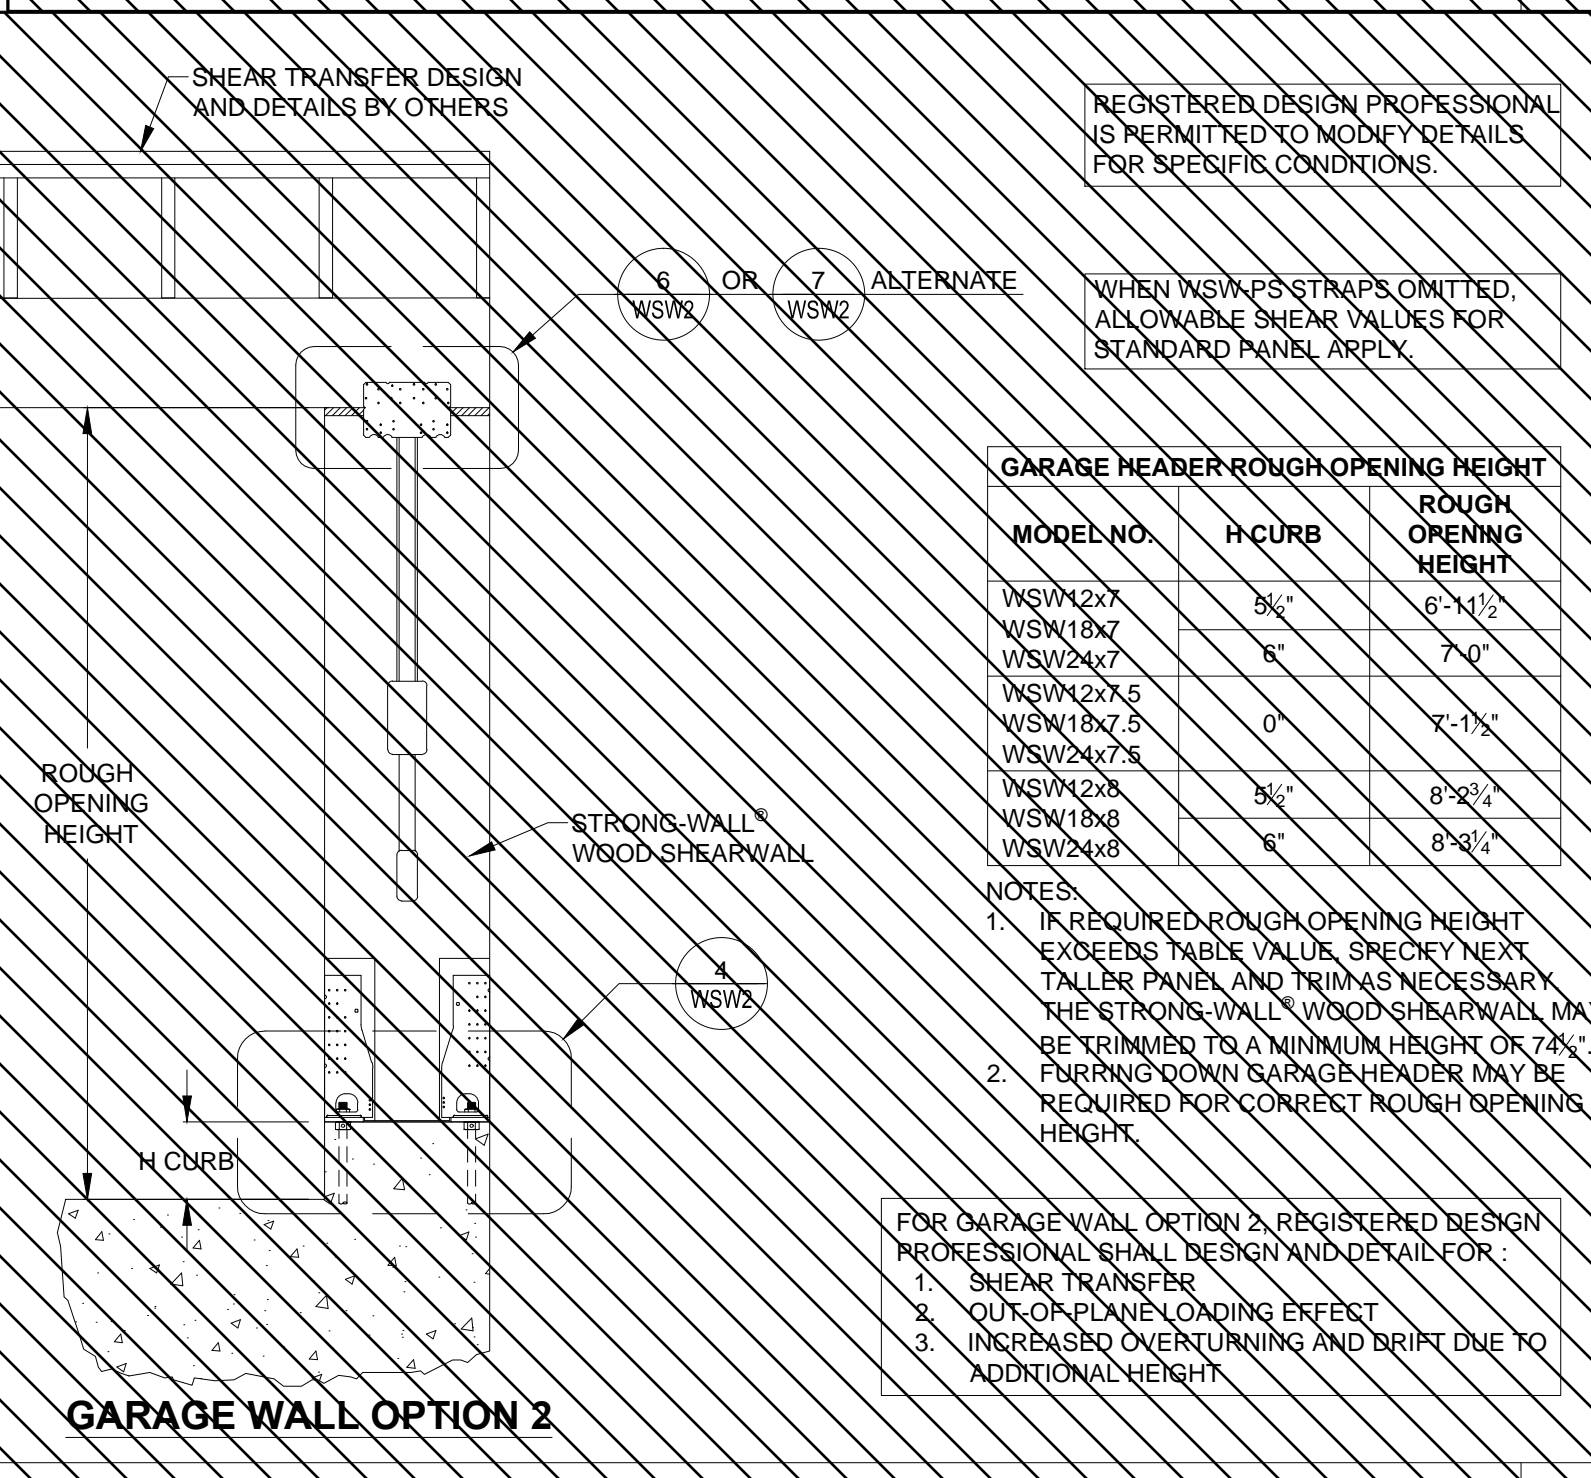 SHEAR TRANSFER DESIGN
AND DETAILS BY OTHERS
REGISTERED DESIGN PROFESSIONAL
IS PERMITTED TO MODIFY DETAILS
FOR SPECIFIC CONDITIONS.
6
WSW2
OR
7
WSW2
ALTERNATE
WHEN WSW-PS STRAPS OMITTED,
ALLOWABLE SHEAR VALUES FOR
STANDARD PANEL APPLY.
GARAGE HEADER ROUGH OPENING HEIGHT
MODEL NO.
H CURB
ROUGH
OPENING
HEIGHT
WSW12x7
WSW18x7
WSW24x7
5½"
6'-11½"
6"
7'-0"
WSW12x7.5
WSW18x7.5
WSW24x7.5
0"
7'-1½"
WSW12x8
WSW18x8
WSW24x8
5½"
8'-2¾"
6"
8'-3¼"
ROUGH
OPENING
HEIGHT
STRONG-WALL®
WOOD SHEARWALL
4
WSW2
H CURB
NOTES:
1. IF REQUIRED ROUGH OPENING HEIGHT
EXCEEDS TABLE VALUE, SPECIFY NEXT
TALLER PANEL AND TRIM AS NECESSARY.
THE STRONG-WALL® WOOD SHEARWALL MAY
BE TRIMMED TO A MINIMUM HEIGHT OF 74½".
2. FURRING DOWN GARAGE HEADER MAY BE
REQUIRED FOR CORRECT ROUGH OPENING
HEIGHT.
FOR GARAGE WALL OPTION 2, REGISTERED DESIGN
PROFESSIONAL SHALL DESIGN AND DETAIL FOR :
1. SHEAR TRANSFER
2. OUT-OF-PLANE LOADING EFFECT
3. INCREASED OVERTURNING AND DRIFT DUE TO
ADDITIONAL HEIGHT
GARAGE WALL OPTION 2